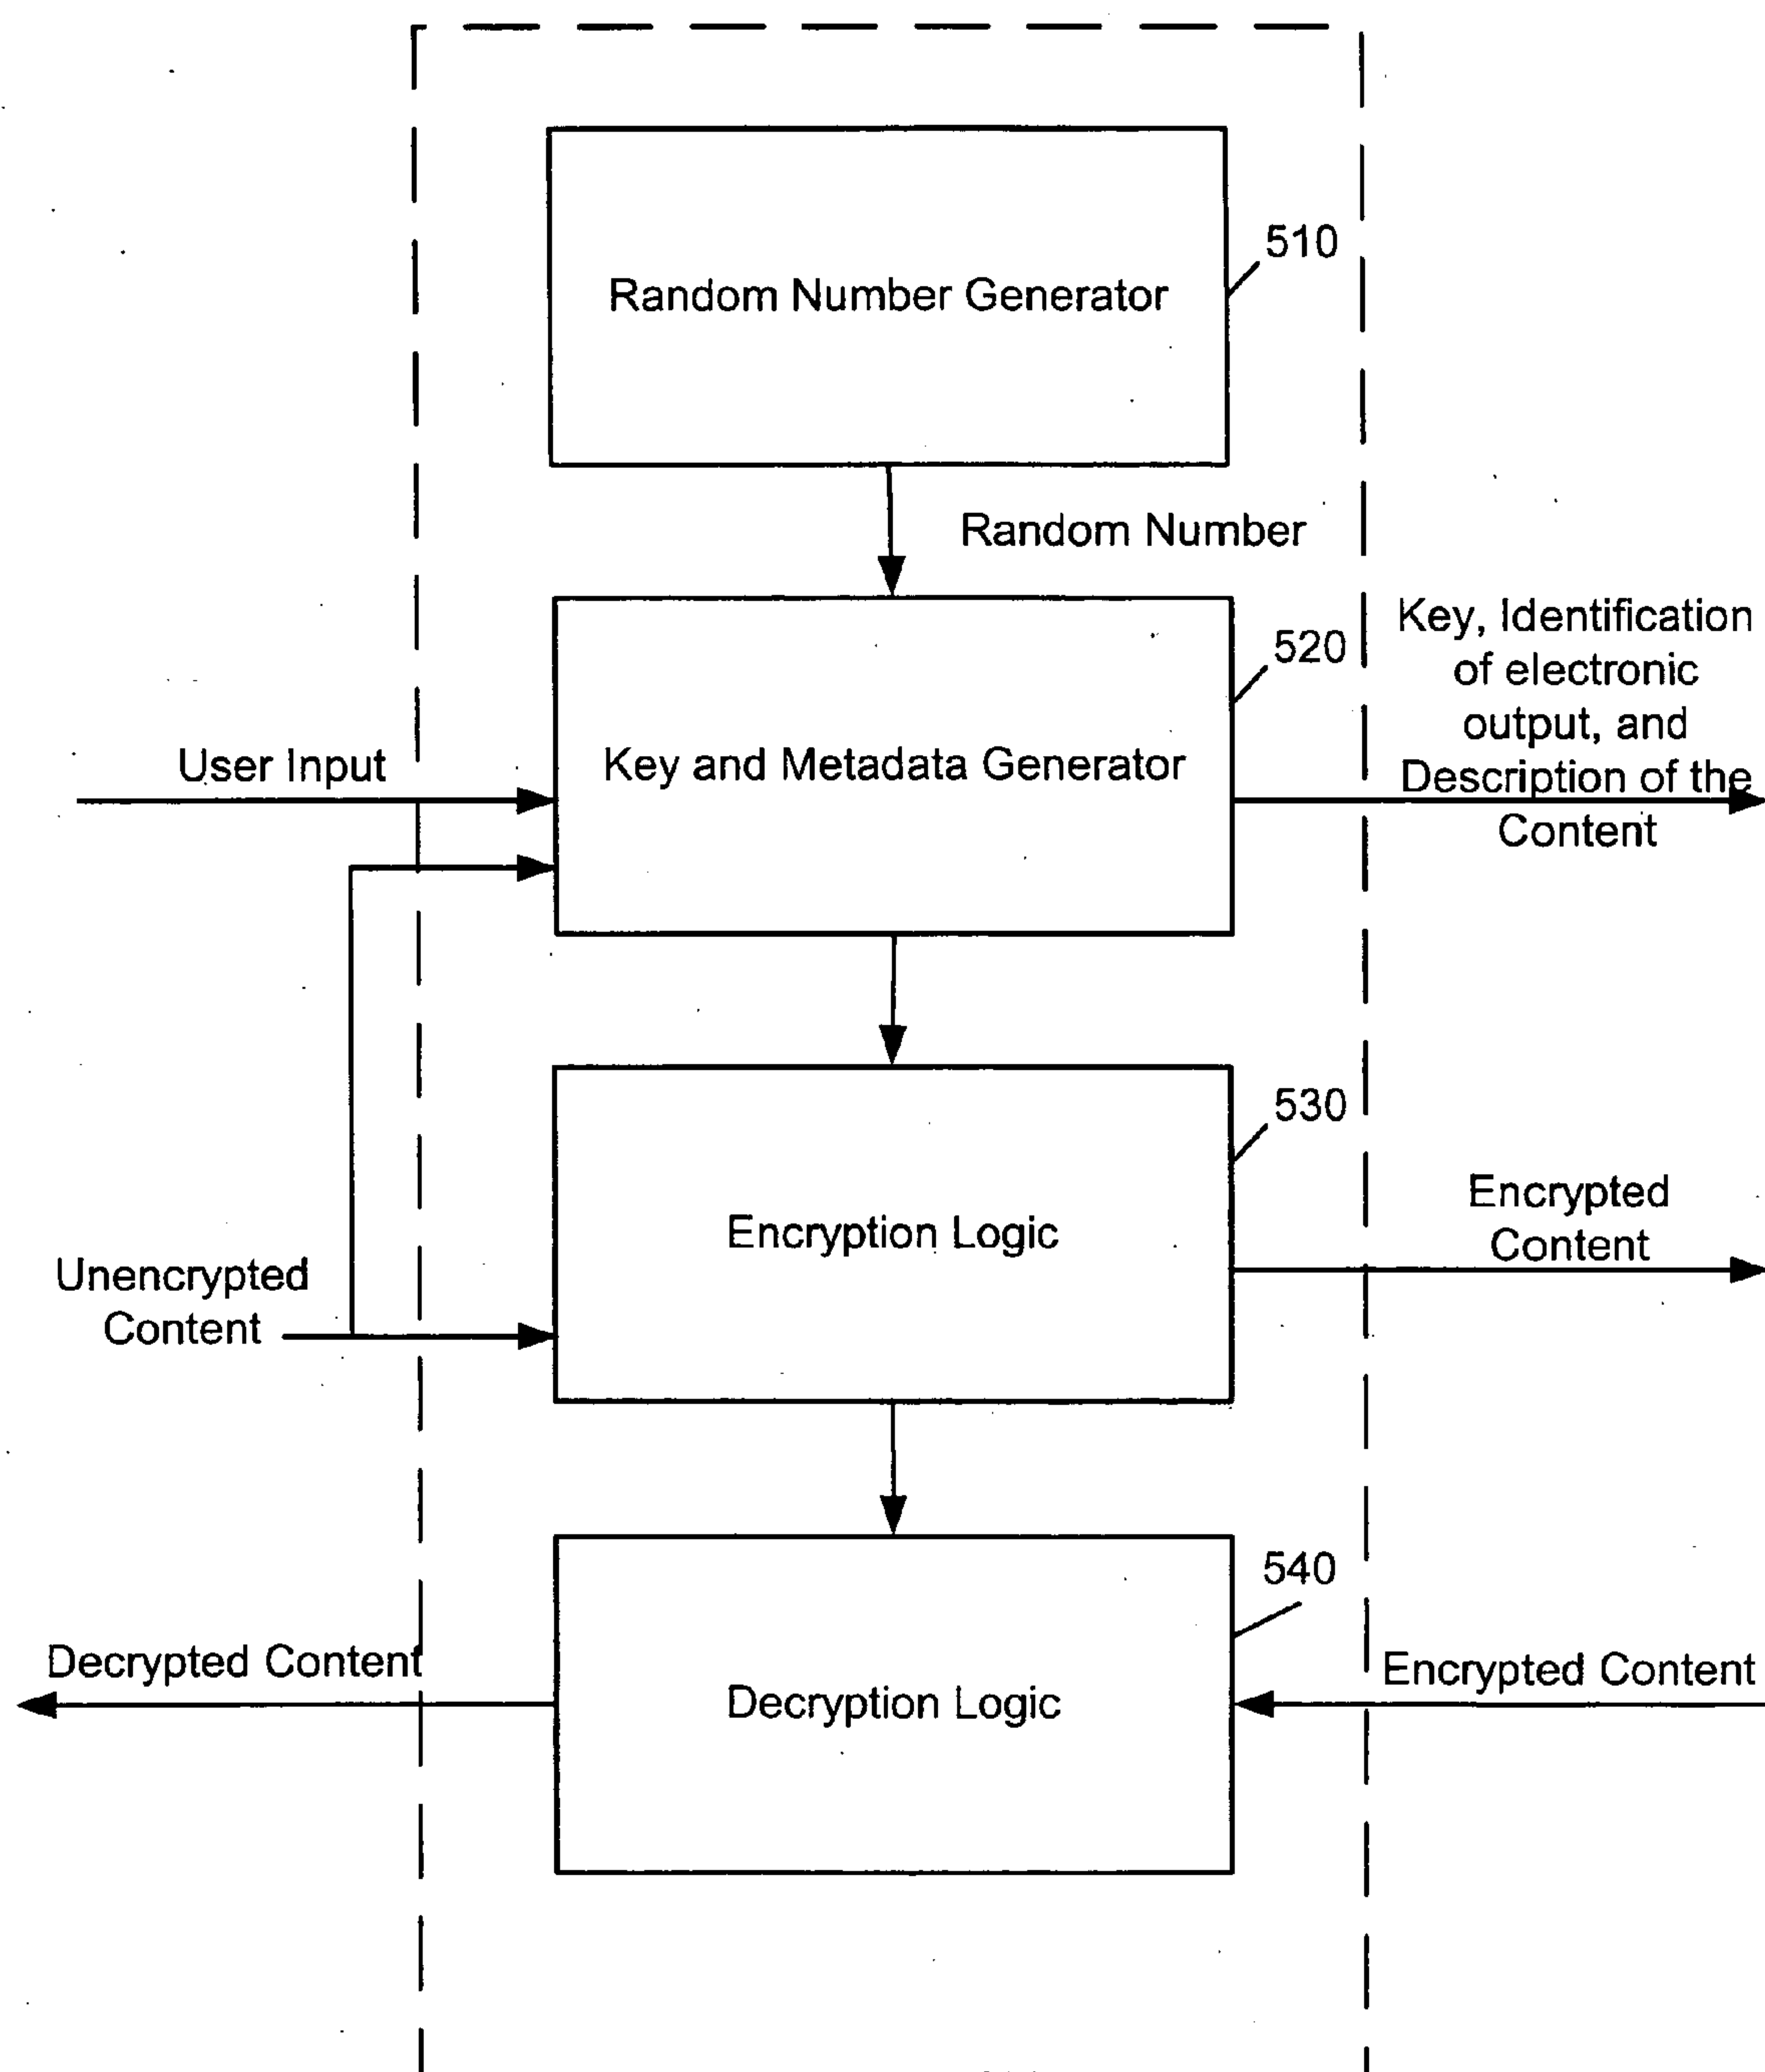 510
Random Number Generator
Random Number
Key, Identification
of electronic
output, and
Description of the
Content
520
User Input
Key and Metadata Generator
530
Encrypted
Content
Encryption Logic
Unencrypted
Content
540
Decrypted Content
Encrypted Content
Decryption Logic